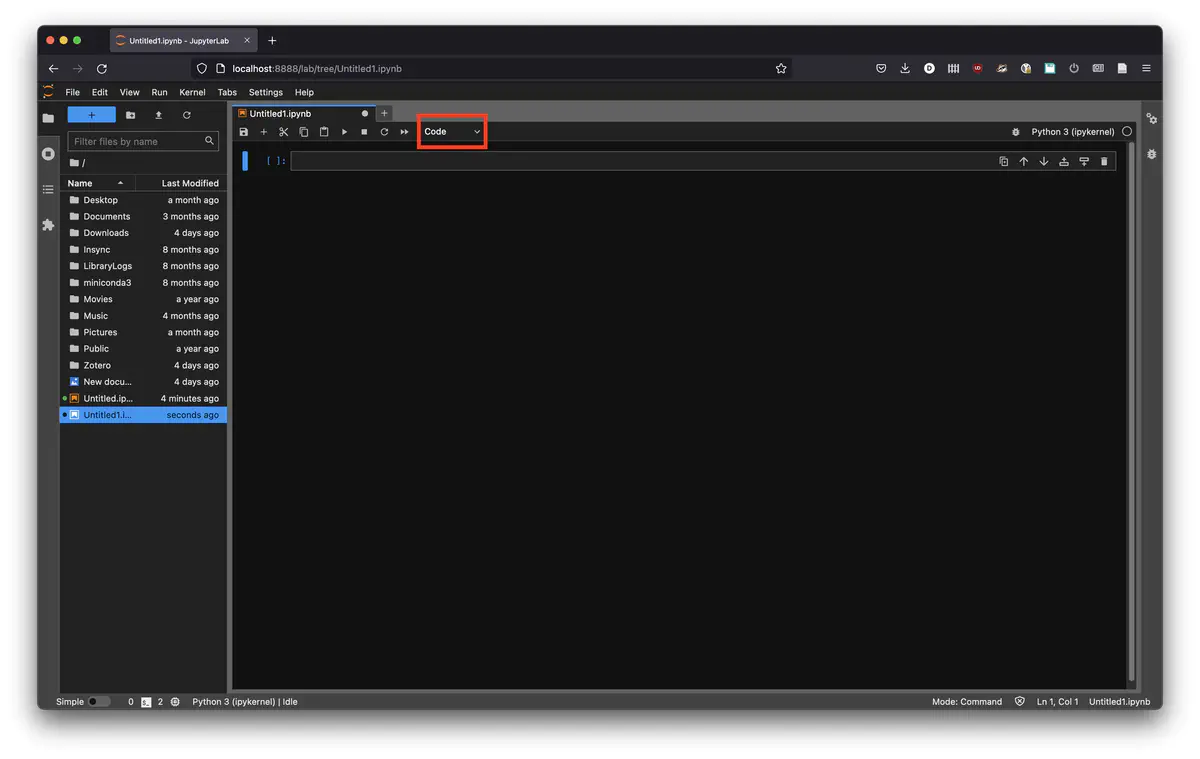 Untitled1.ipynb - JupyterLab
localhost:8888/lab/tree/Untitled1.ipynb
File Edit View Run Kernel Tabs Settings Help
Filter files by name
/
Name Last Modified
Desktop a month ago
Documents 3 months ago
Downloads 4 days ago
Insync 8 months ago
LibraryLogs 8 months ago
miniconda3 8 months ago
Movies a year ago
Music 4 months ago
Pictures a month ago
Public a year ago
Zotero 4 days ago
New docu... 4 days ago
Untitled.ip... 4 minutes ago
Untitled1.i... seconds ago
Untitled1.ipynb
Code Python 3 (ipykernel)
[ ]:
Simple 0 2 Python 3 (ipykernel) | Idle Mode: Command Ln 1, Col 1 Untitled1.ipynb